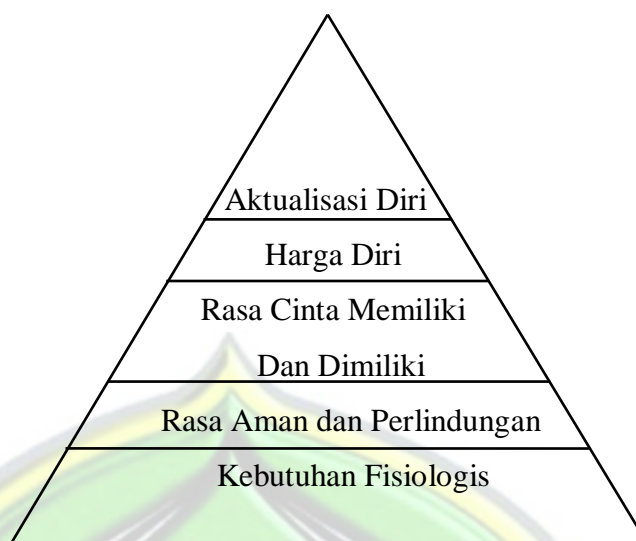 Aktualisasi Diri
Harga Diri
Rasa Cinta Memiliki
Dan Dimiliki
Rasa Aman dan Perlindungan
Kebutuhan Fisiologis